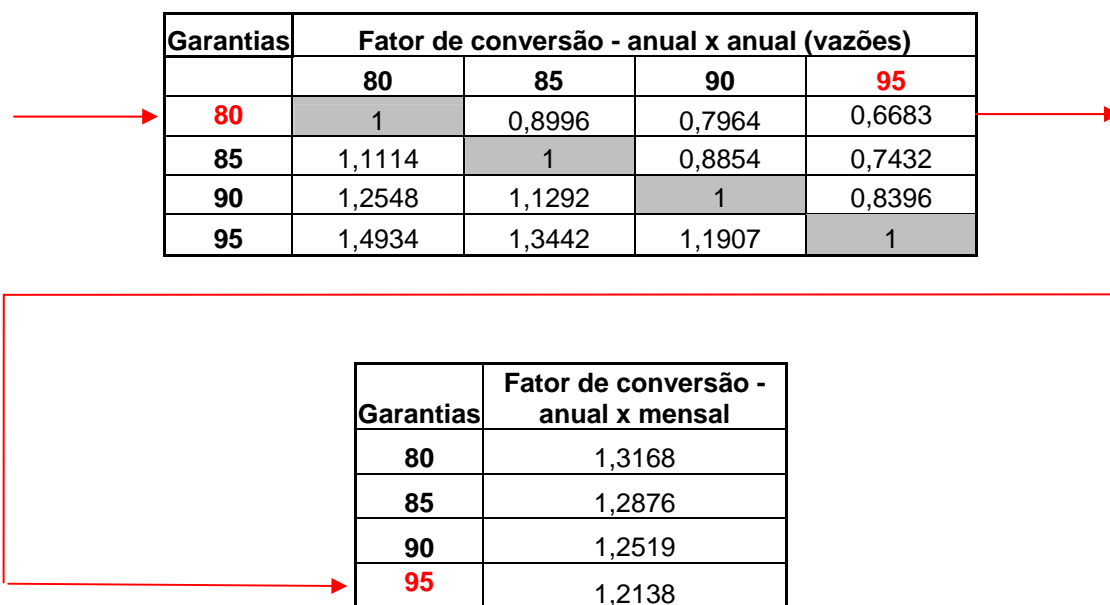 Garantias Fator de conversão - anual x anual (vazões)
80 85 90 95
80 1 0,8996 0,7964 0,6683
85 1,1114 1 0,8854 0,7432
90 1,2548 1,1292 1 0,8396
95 1,4934 1,3442 1,1907 1
Garantias Fator de conversão -
anual x mensal
80 1,3168
85 1,2876
90 1,2519
95 1,2138